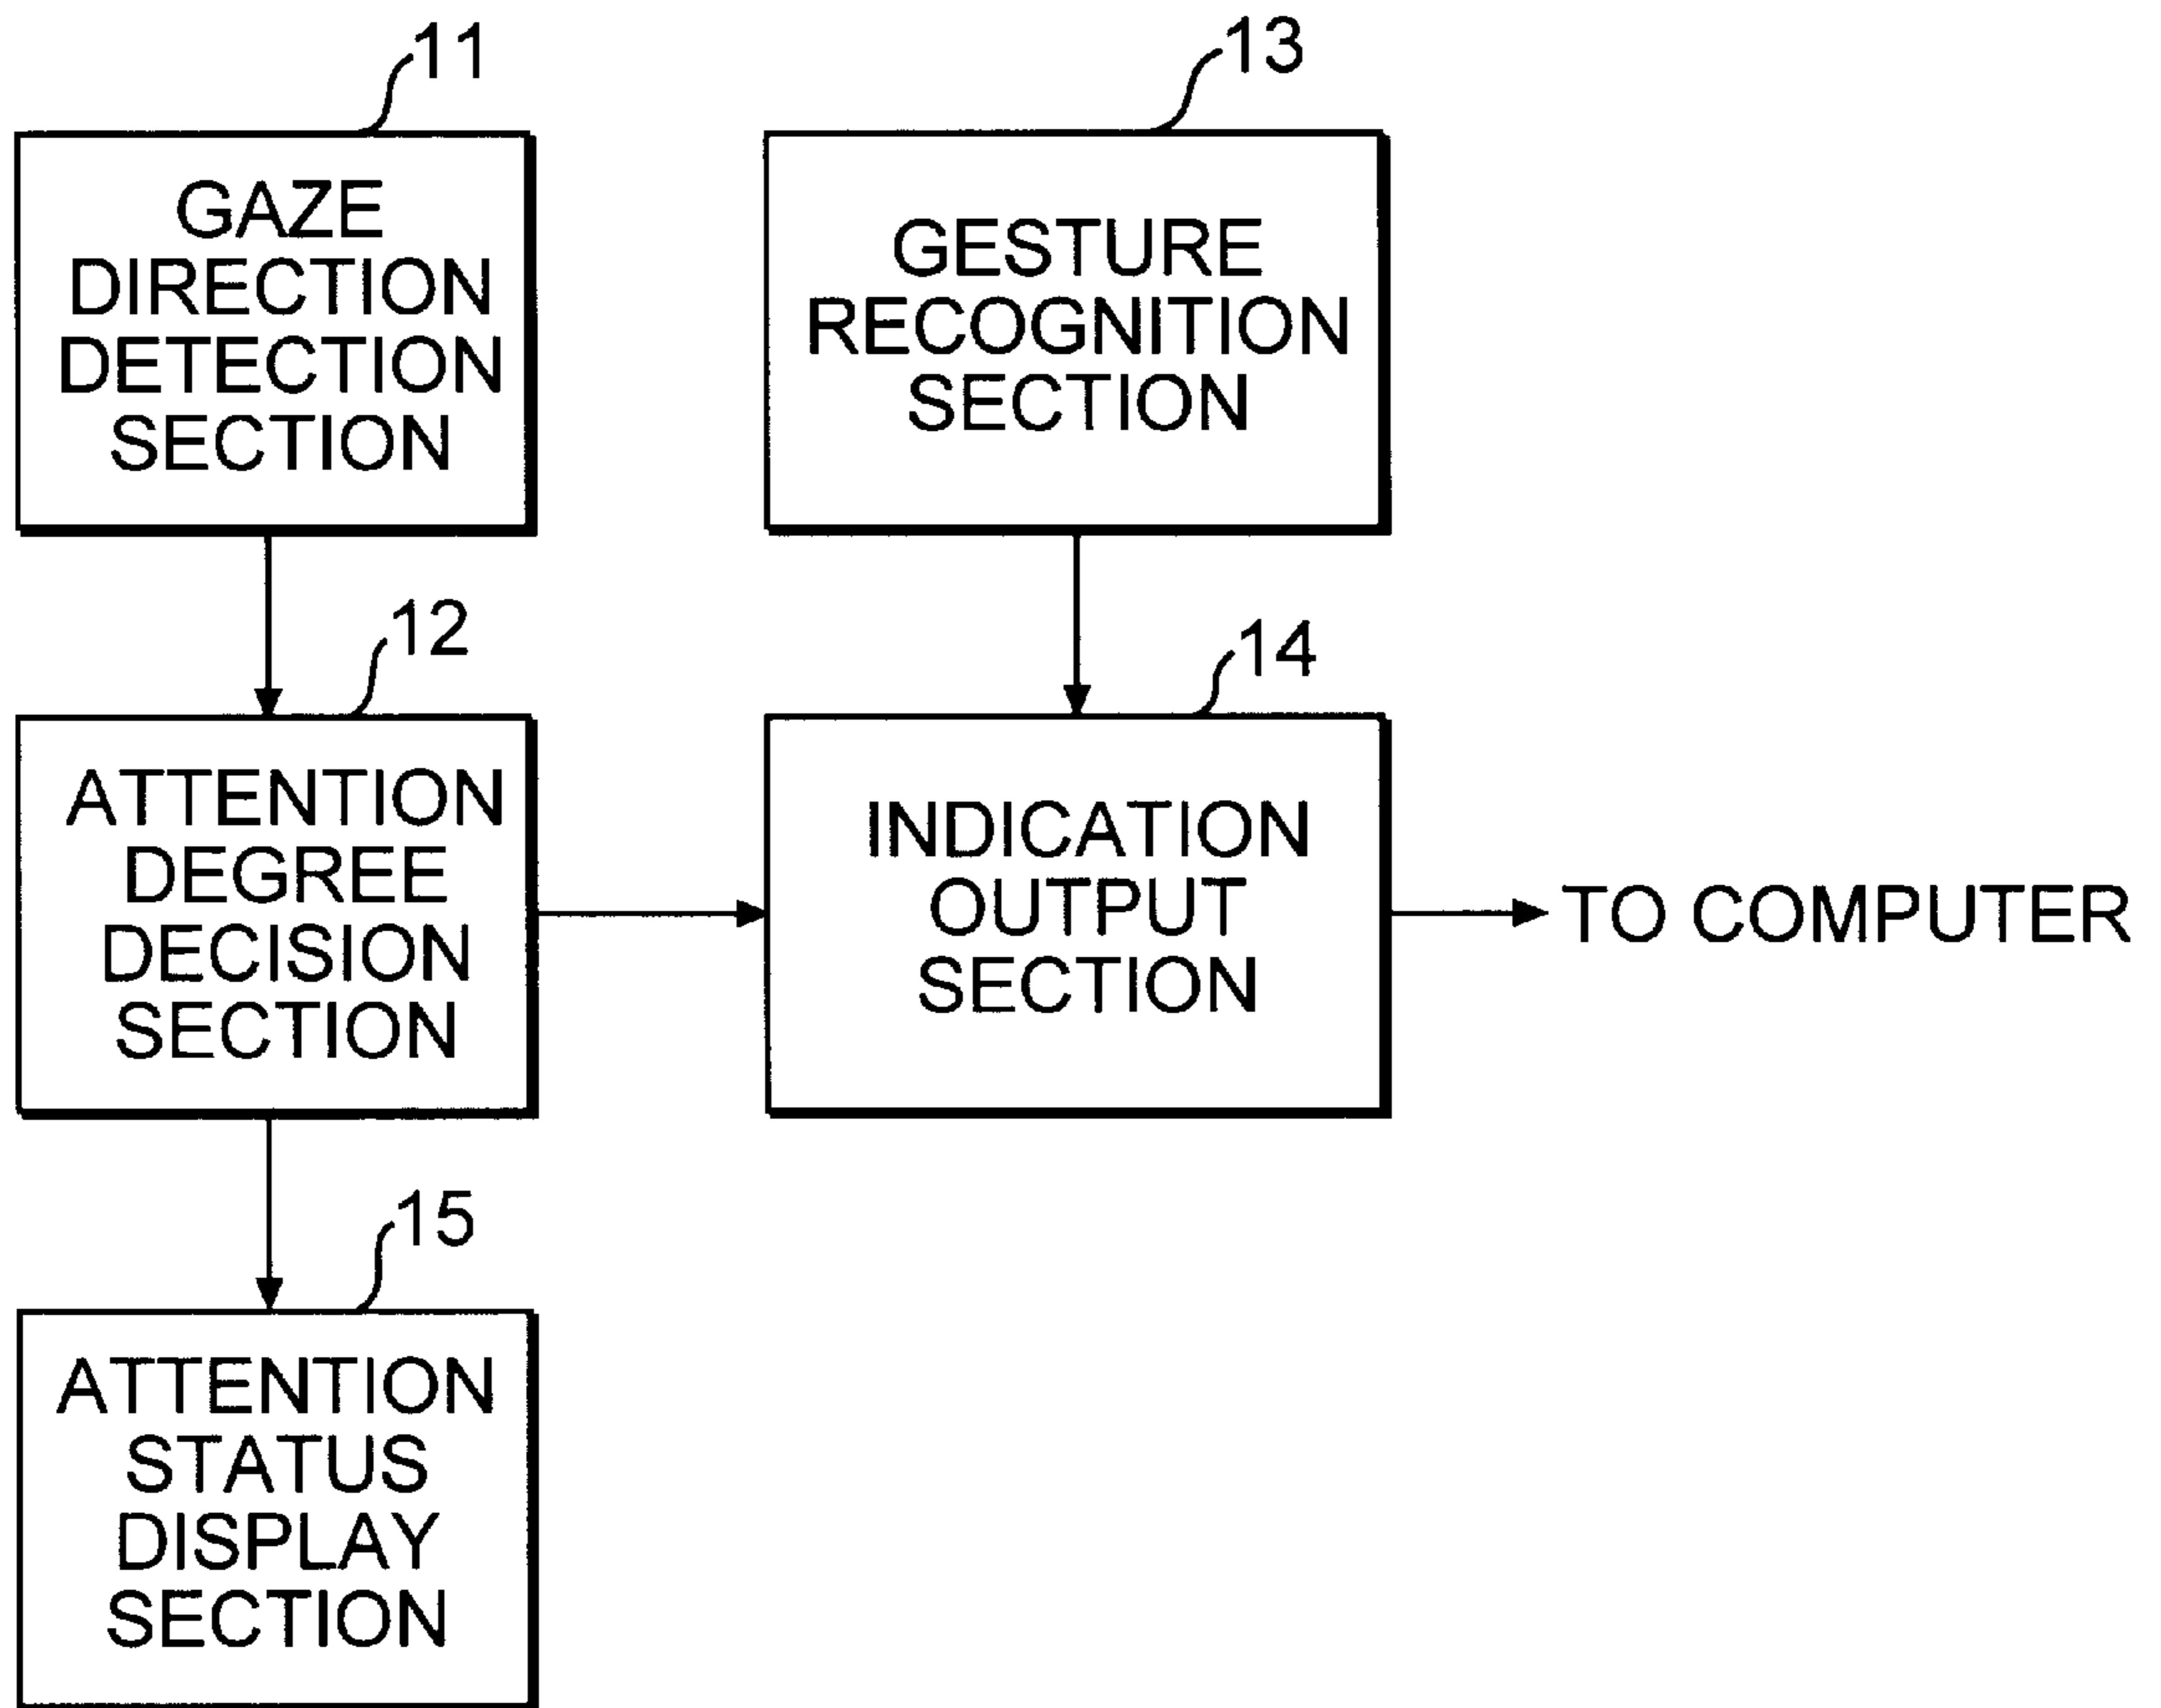 11
GAZE
DIRECTION
DETECTION
SECTION
13
GESTURE
RECOGNITION
SECTION
12
ATTENTION
DEGREE
DECISION
SECTION
14
INDICATION
OUTPUT
SECTION
TO COMPUTER
15
ATTENTION
STATUS
DISPLAY
SECTION